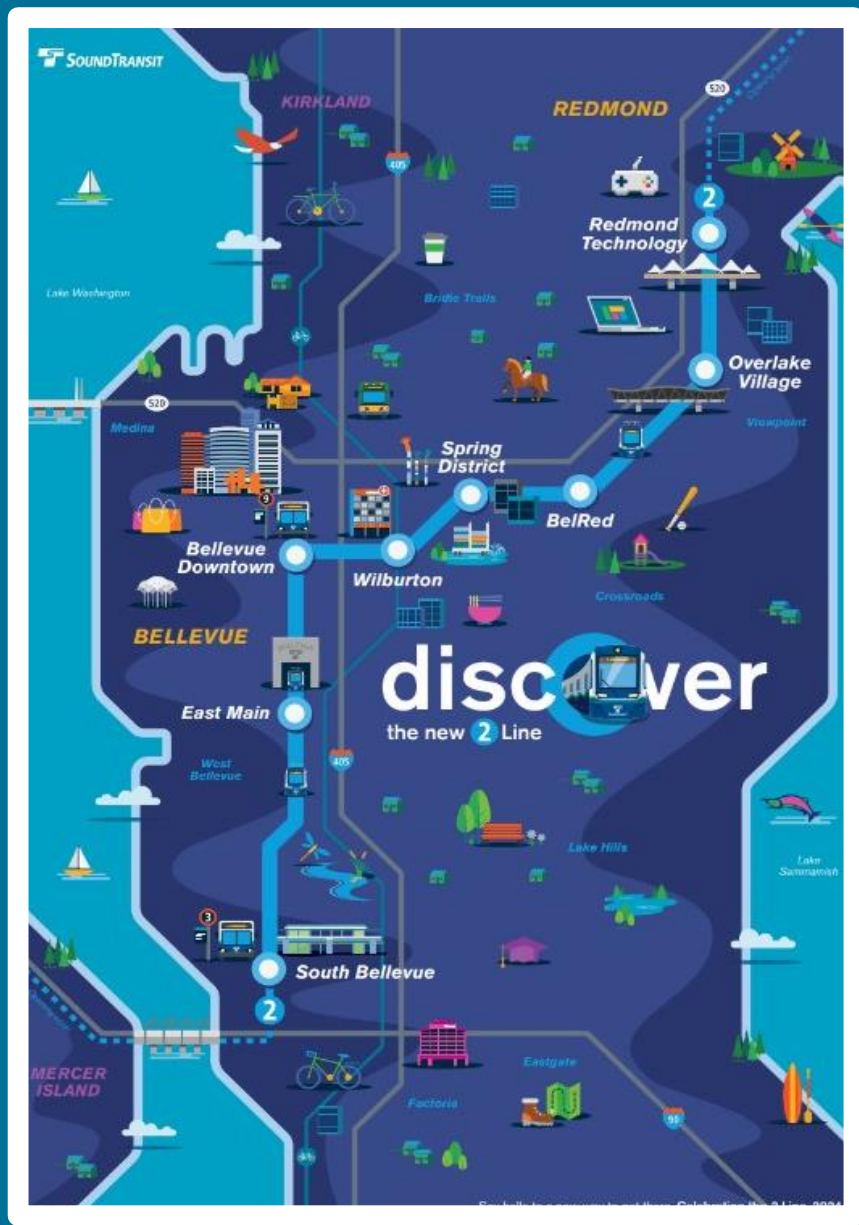 SOUNDTRANSIT
KIRKLAND
REDMOND
520
405
2
Redmond
Technology
Lake Washington
Bridle Trails
Overlake
Village
Viewpoint
520
Medina
Spring
District
9
BelRed
Bellevue
Downtown
Wilburton
Crossroads
BELLEVUE
discover
the new 2 Line
East Main
West
Bellevue
405
Lake Hills
Lake
Sammamish
3
South Bellevue
2
MERCER
ISLAND
Eastgate
Factoria
90